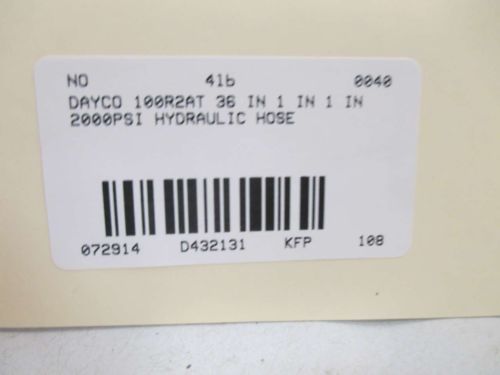 NO 41b 0040
DAYCO 100R2AT 36 IN 1 IN 1 IN
2000PSI HYDRAULIC HOSE
072914 D432131 KFP 108